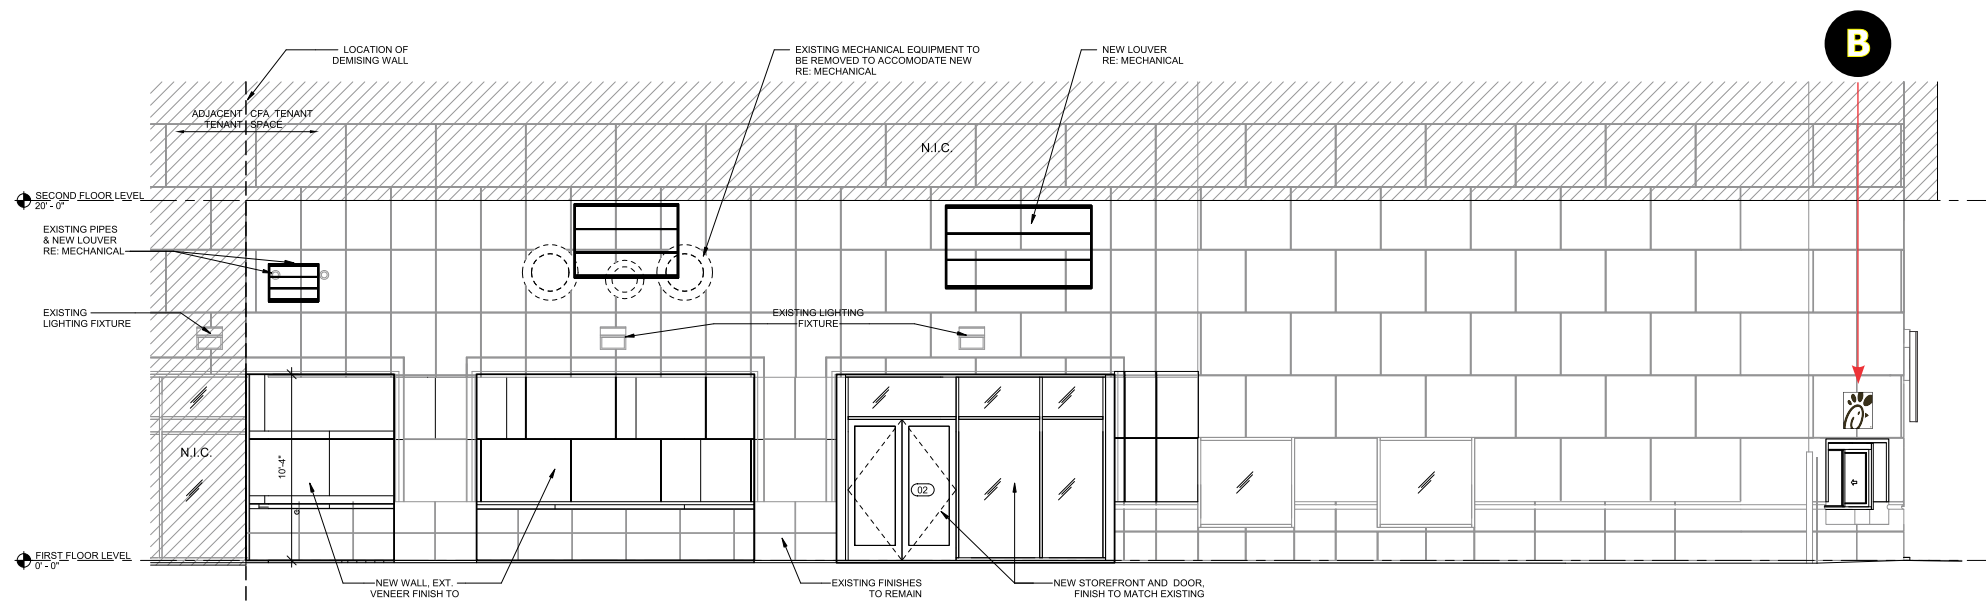 B
LOCATION OF
DEMISING WALL
EXISTING MECHANICAL EQUIPMENT TO
BE REMOVED TO ACCOMODATE NEW
RE: MECHANICAL
NEW LOUVER
RE: MECHANICAL
ADJACENT
TENANT
CFA TENANT
SPACE
N.I.C.
SECOND FLOOR LEVEL
20' - 0"
EXISTING PIPES
& NEW LOUVER
RE: MECHANICAL
EXISTING
LIGHTING FIXTURE
EXISTING LIGHTING
FIXTURE
N.I.C.
10'-4"
02
FIRST FLOOR LEVEL
0' - 0"
NEW WALL, EXT.
VENEER FINISH TO
EXISTING FINISHES
TO REMAIN
NEW STOREFRONT AND DOOR,
FINISH TO MATCH EXISTING